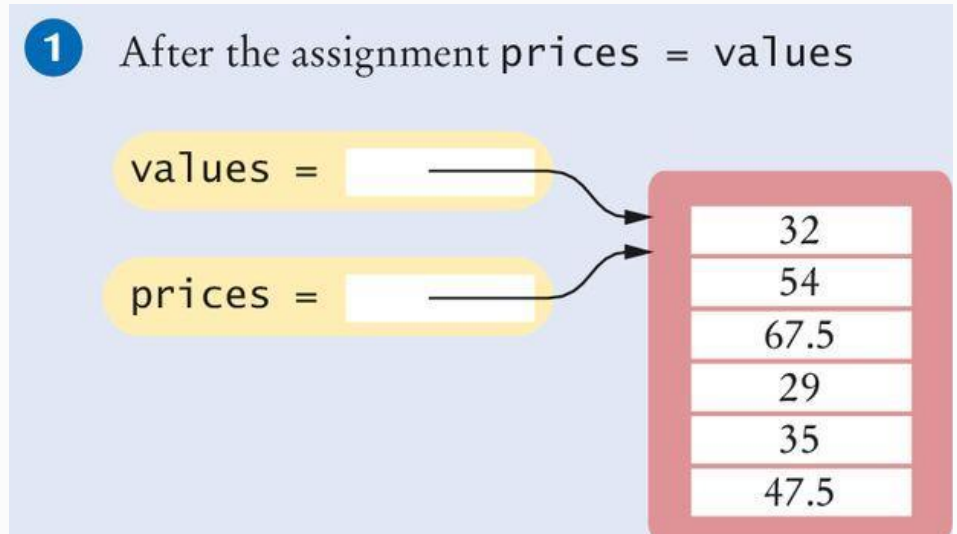 1 After the assignment prices = values
values =
prices =
32
54
67.5
29
35
47.5